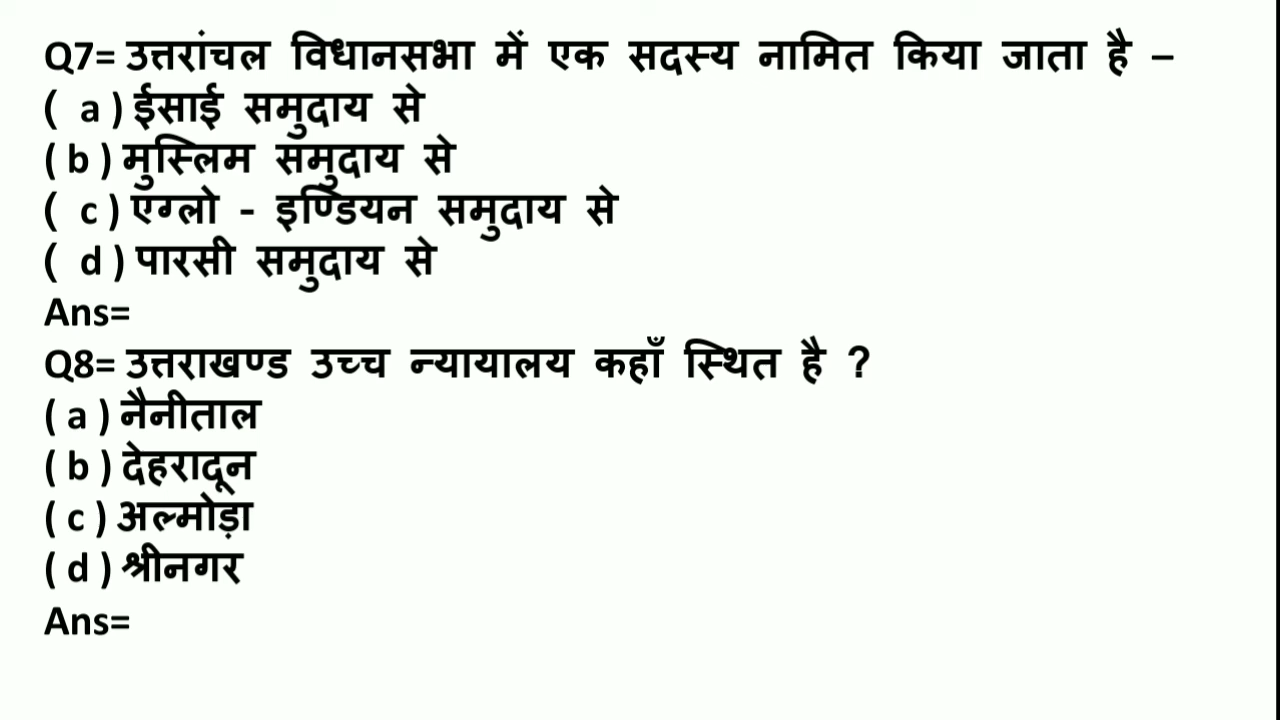 Q7= उत्तरांचल विधानसभा में एक सदस्य नामित किया जाता है –
( a ) ईसाई समुदाय से
( b ) मुस्लिम समुदाय से
( c ) एग्लो - इण्डियन समुदाय से
( d ) पारसी समुदाय से
Ans=
Q8= उत्तराखण्ड उच्च न्यायालय कहाँ स्थित है ?
( a ) नैनीताल
( b ) देहरादून
( c ) अल्मोड़ा
( d ) श्रीनगर
Ans=